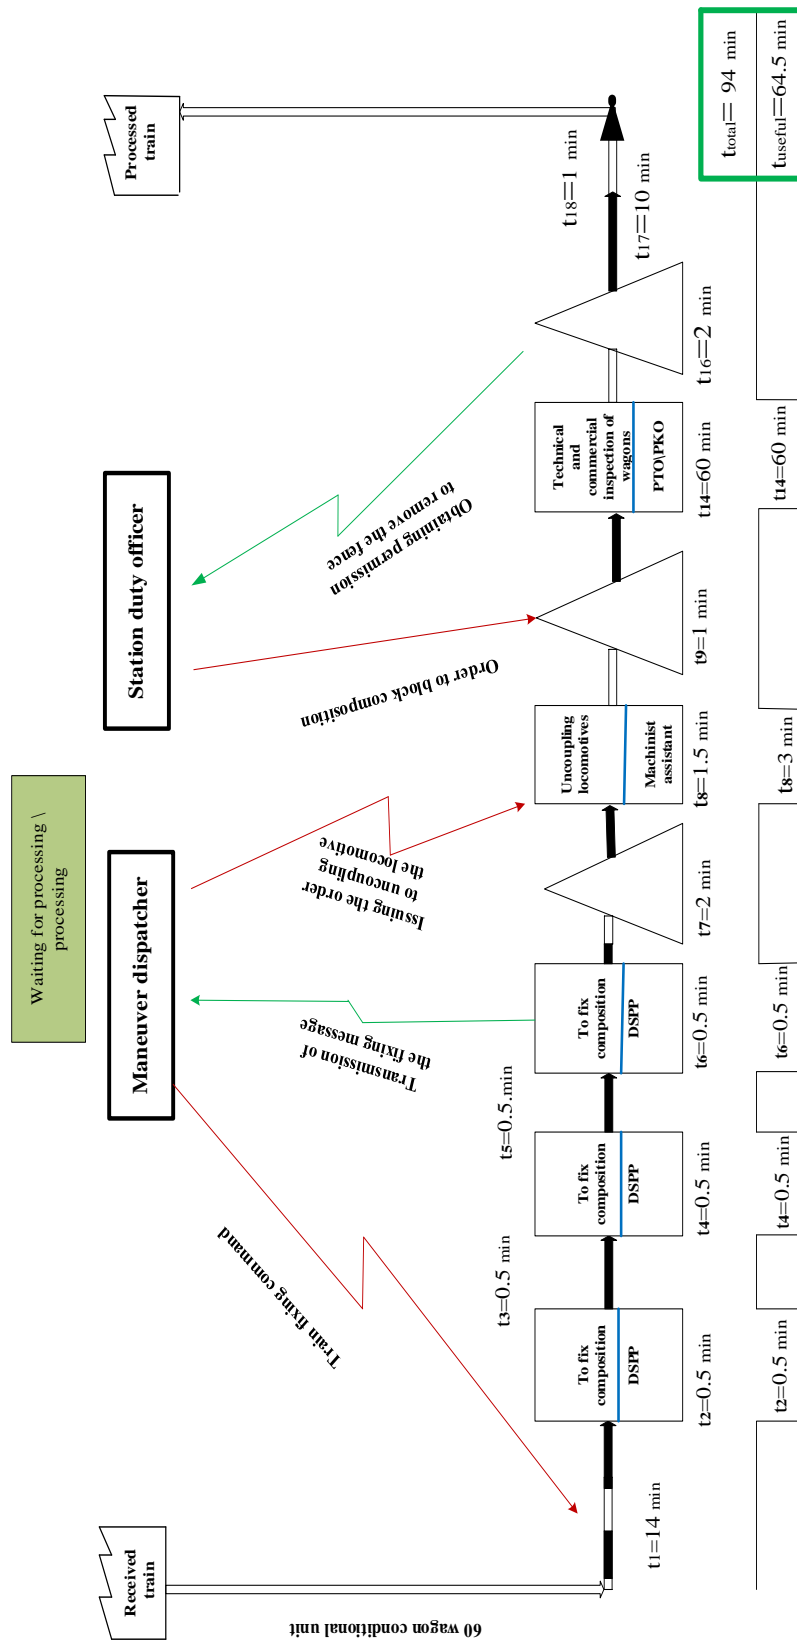 Waiting for processing \
processing
Received
train
60 wagon conditional unit
Maneuver dispatcher
Station duty officer
Processed
train
Train fixing command
Transmission of
the fixing message
Issuing the order
to uncoupling
the locomotive
Order to block composition
Obtaining permission
to remove the fence
t1=14 min
To fix
composition
DSPP
t2=0.5 min
t3=0.5 min
To fix
composition
DSPP
t4=0.5 min
t5=0.5.min
To fix
composition
DSPP
t6=0.5 min
t7=2 min
Uncoupling
locomotives
Machinist
assistant
t8=1.5 min
t9=1 min
Technical
and
commercial
inspection of
wagons
PTO\PKO
t14=60 min
t16=2 min
t17=10 min
t18=1 min
t2=0.5 min
t4=0.5 min
t6=0.5 min
t8=3 min
t14=60 min
ttotal= 94 min
tuseful=64.5 min